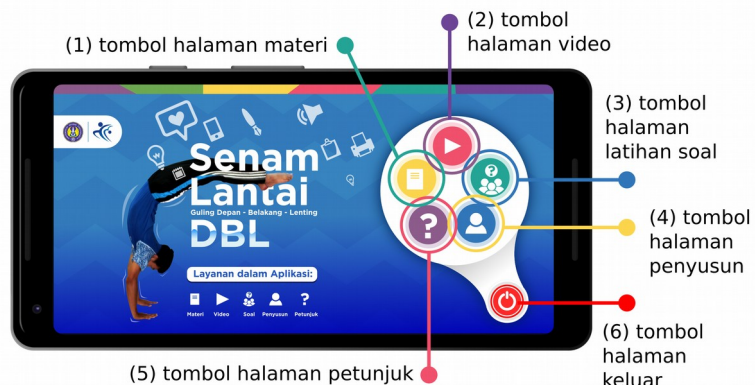 (1) tombol halaman materi
(2) tombol
halaman video
(3) tombol
halaman
latihan soal
(4) tombol
halaman
penyusun
(5) tombol halaman petunjuk
(6) tombol
halaman
keluar
Senam
Lantai
Guling Depan - Belakang - Lenting
DBL
Layanan dalam Aplikasi:
Materi Video Soal Penyusun Petunjuk
?
?
?